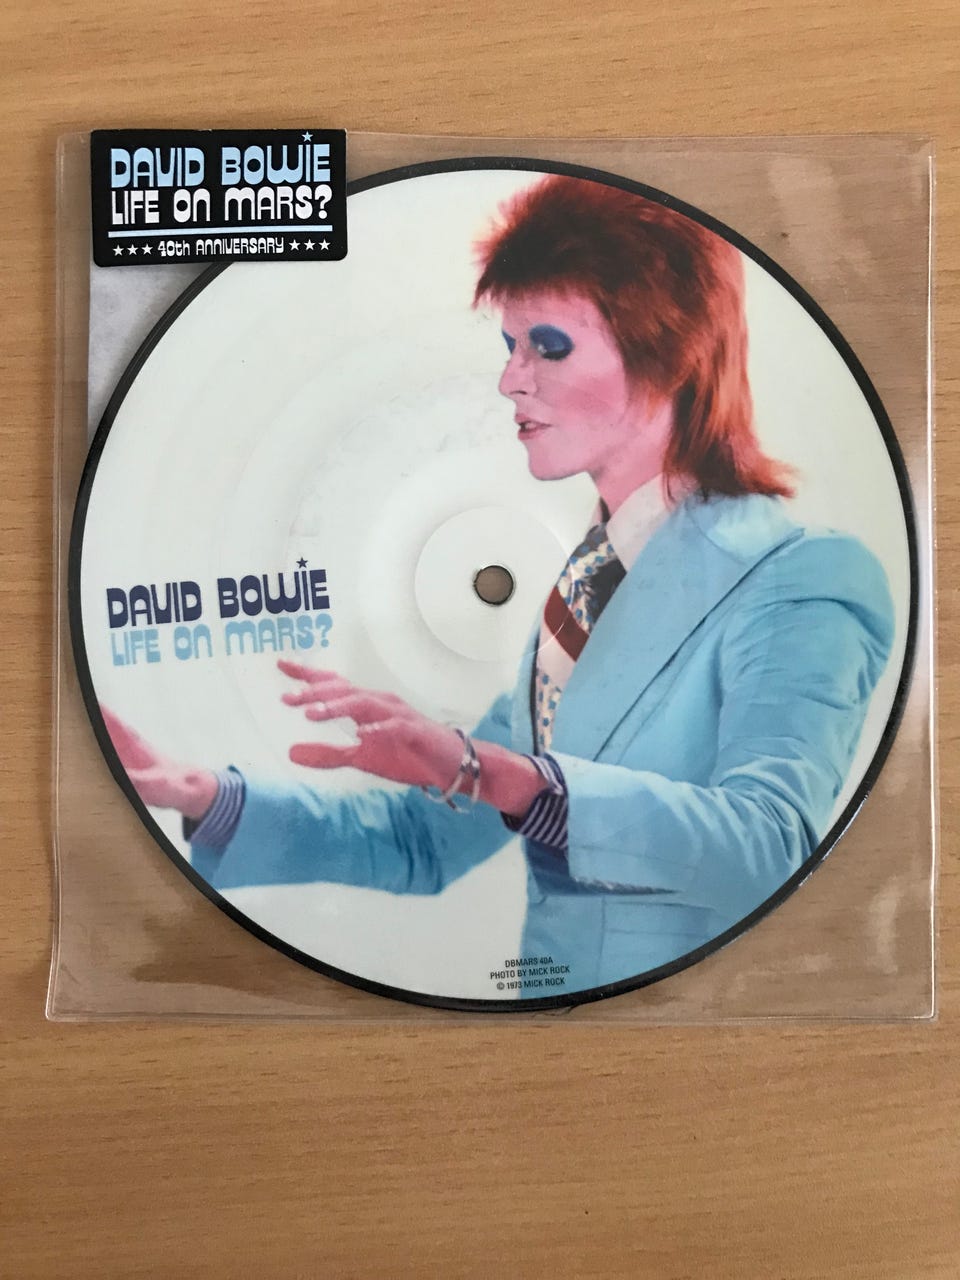 DAVID BOWIE
LIFE ON MARS?
★★★ 40th ANNIVERSARY ★★★
DAVID BOWIE
LIFE ON MARS?
DBMARS 40A
PHOTO BY MICK ROCK
© 1973 MICK ROCK